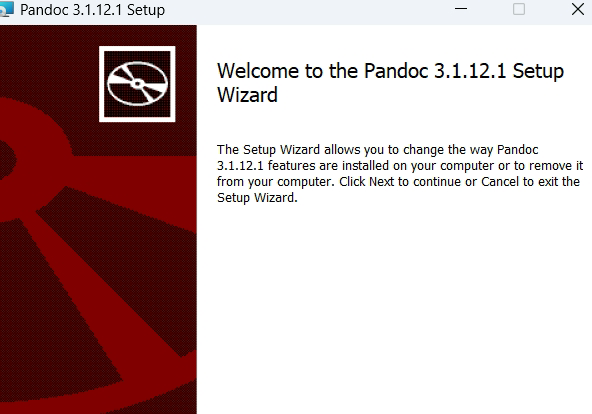 Pandoc 3.1.12.1 Setup
Welcome to the Pandoc 3.1.12.1 Setup
Wizard
The Setup Wizard allows you to change the way Pandoc
3.1.12.1 features are installed on your computer or to remove it
from your computer. Click Next to continue or Cancel to exit the
Setup Wizard.